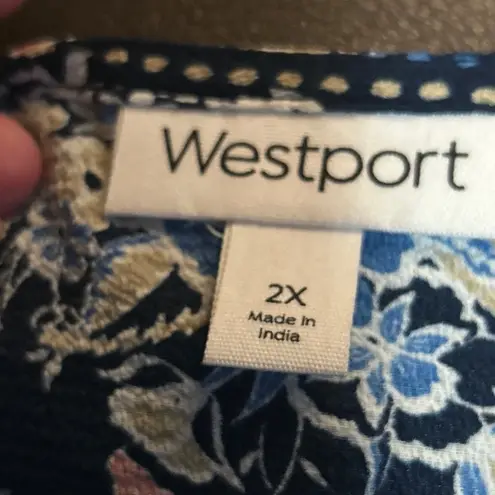 Westport
2X
Made In
India